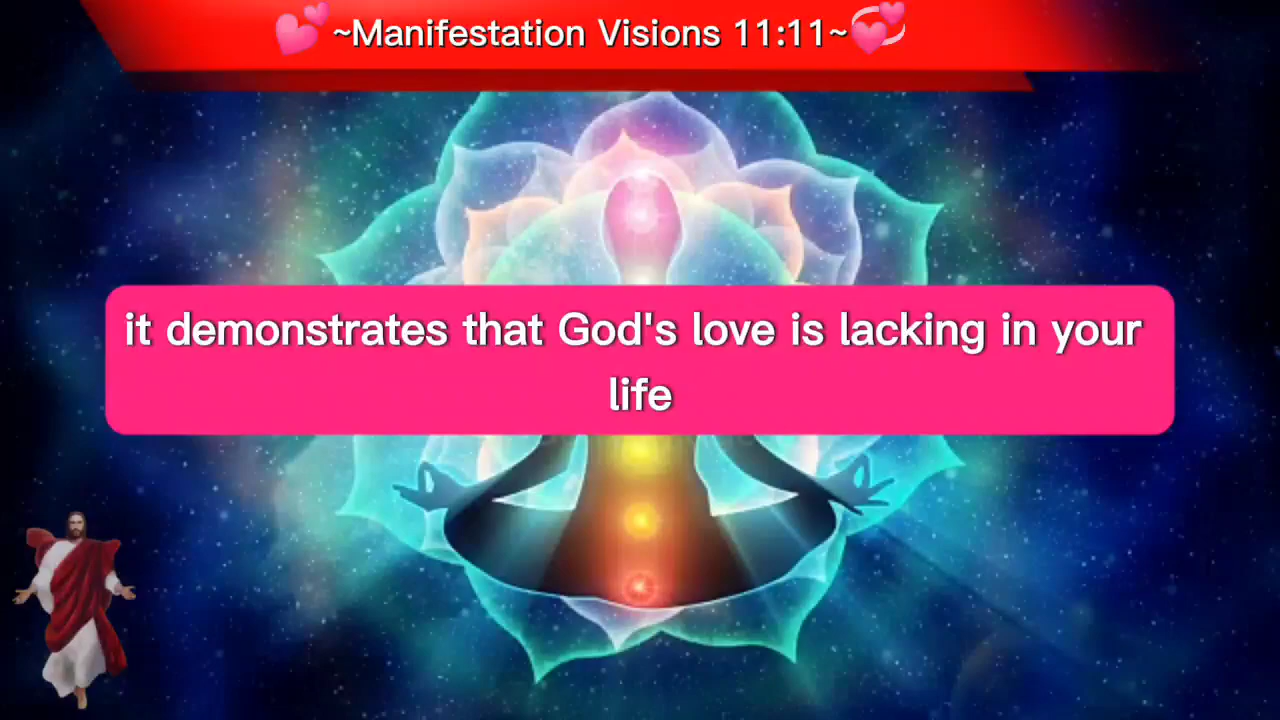 💕~Manifestation Visions 11:11~💞
it demonstrates that God's love is lacking in your
life